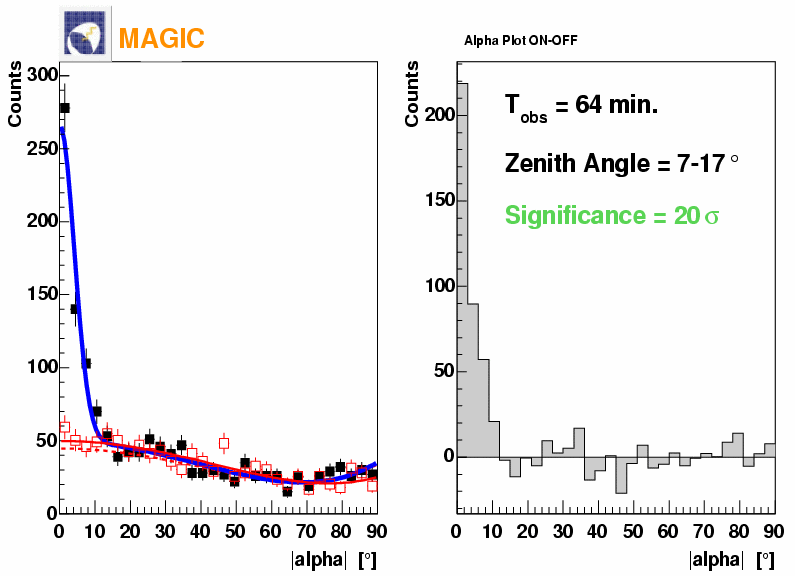 MAGIC
Alpha Plot ON-OFF
Counts
300
250
200
150
100
50
0
0 10 20 30 40 50 60 70 80 90
|alpha| [°]
Counts
200
150
100
50
0
T obs = 64 min.
Zenith Angle = 7-17 °
Significance = 20 σ
0 10 20 30 40 50 60 70 80 90
|alpha| [°]